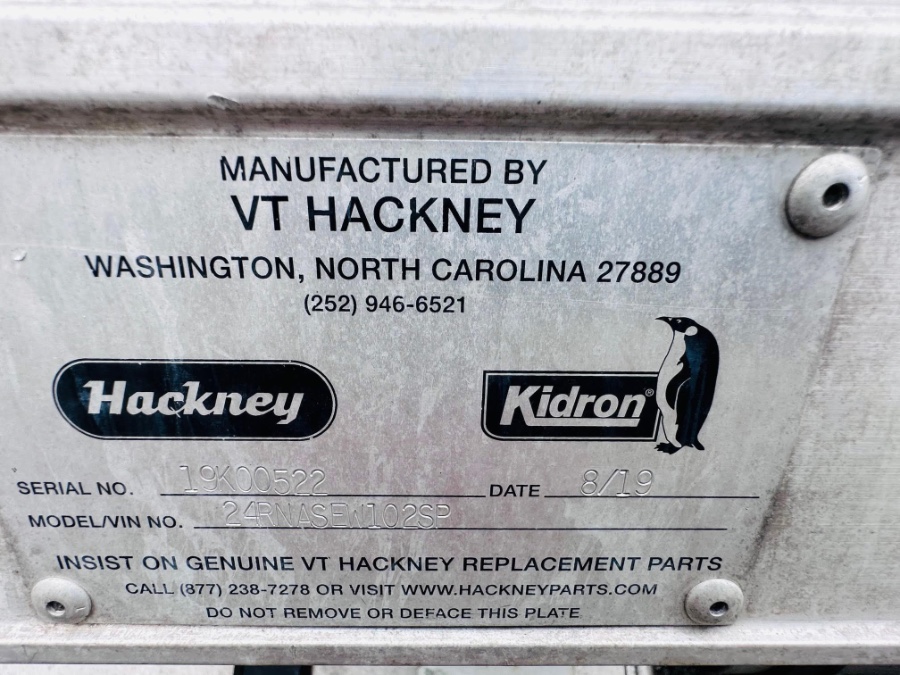 MANUFACTURED BY
VT HACKNEY
WASHINGTON, NORTH CAROLINA 27889
(252) 946-6521
Hackney
Kidron®
SERIAL NO. 19K00522 DATE 8/19
MODEL/VIN NO. 24RNASEW102SP
INSIST ON GENUINE VT HACKNEY REPLACEMENT PARTS
CALL (877) 238-7278 OR VISIT WWW.HACKNEYPARTS.COM
DO NOT REMOVE OR DEFACE THIS PLATE